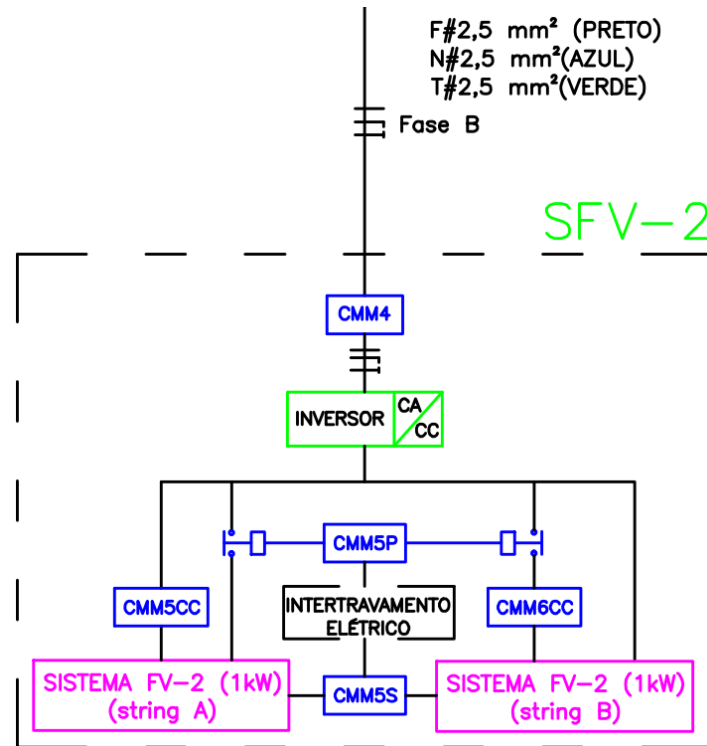 F#2,5 mm² (PRETO)
N#2,5 mm²(AZUL)
T#2,5 mm²(VERDE)
Fase B
SFV-2
CMM4
INVERSOR
CA
CC
CMM5P
CMM5CC
INTERTRAVAMENTO
ELÉTRICO
CMM6CC
SISTEMA FV-2 (1kW)
(string A)
CMM5S
SISTEMA FV-2 (1kW)
(string B)